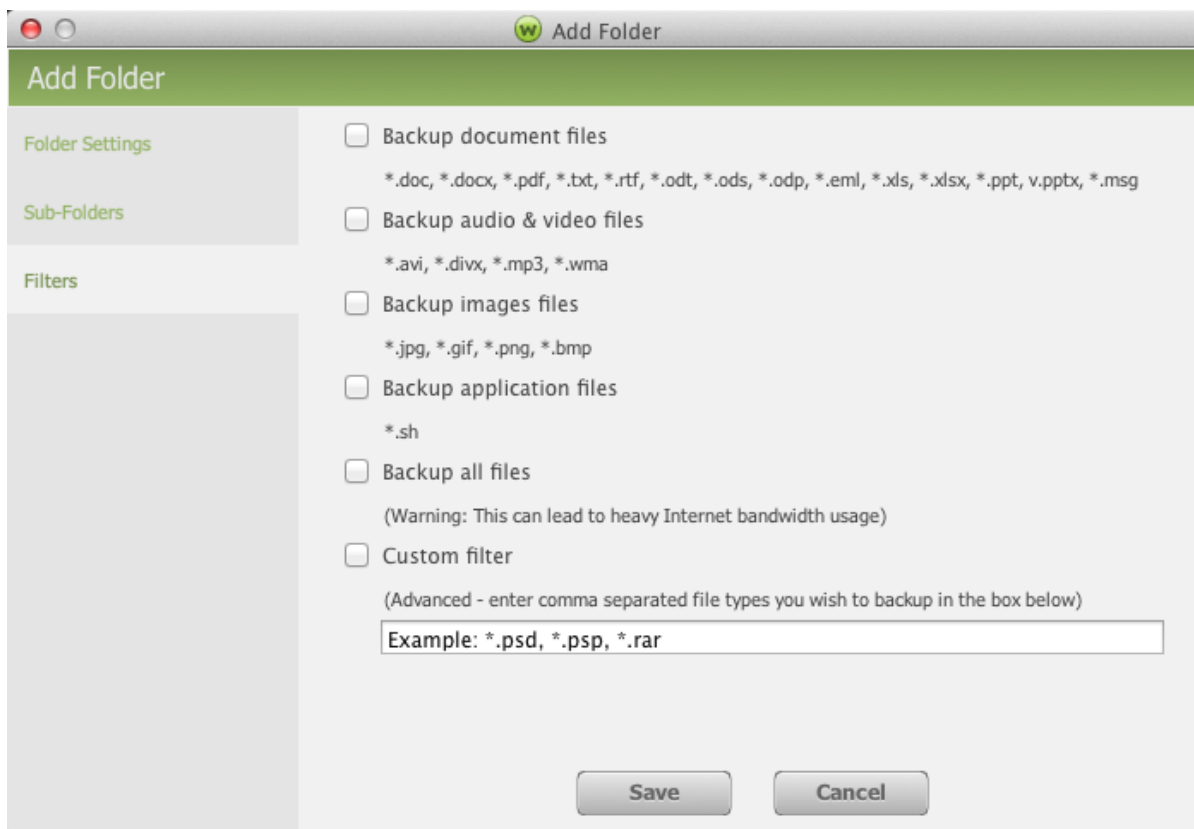 w Add Folder
Add Folder
Folder Settings
Sub-Folders
Filters
Backup document files
*.doc, *.docx, *.pdf, *.txt, *.rtf, *.odt, *.ods, *.odp, *.eml, *.xls, *.xlsx, *.ppt, v.pptx, *.msg
Backup audio & video files
*.avi, *.divx, *.mp3, *.wma
Backup images files
*.jpg, *.gif, *.png, *.bmp
Backup application files
*.sh
Backup all files
(Warning: This can lead to heavy Internet bandwidth usage)
Custom filter
(Advanced - enter comma separated file types you wish to backup in the box below)
Example: *.psd, *.psp, *.rar
Save Cancel